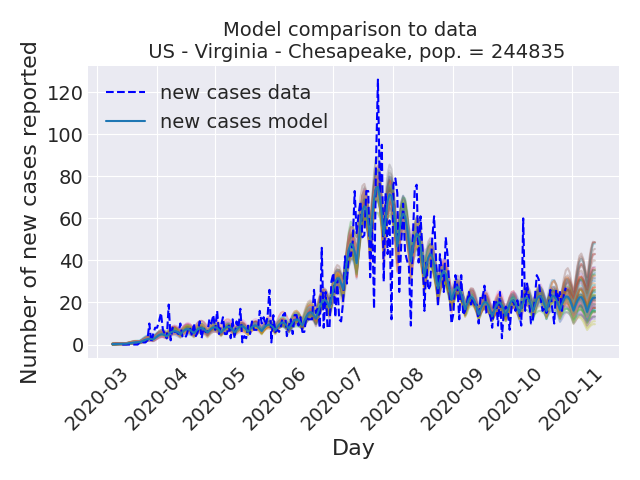 Model comparison to data
US - Virginia - Chesapeake, pop. = 244835
Number of new cases reported
120
100
80
60
40
20
0
new cases data
new cases model
2020-03
2020-04
2020-05
2020-06
2020-07
2020-08
2020-09
2020-10
2020-11
Day